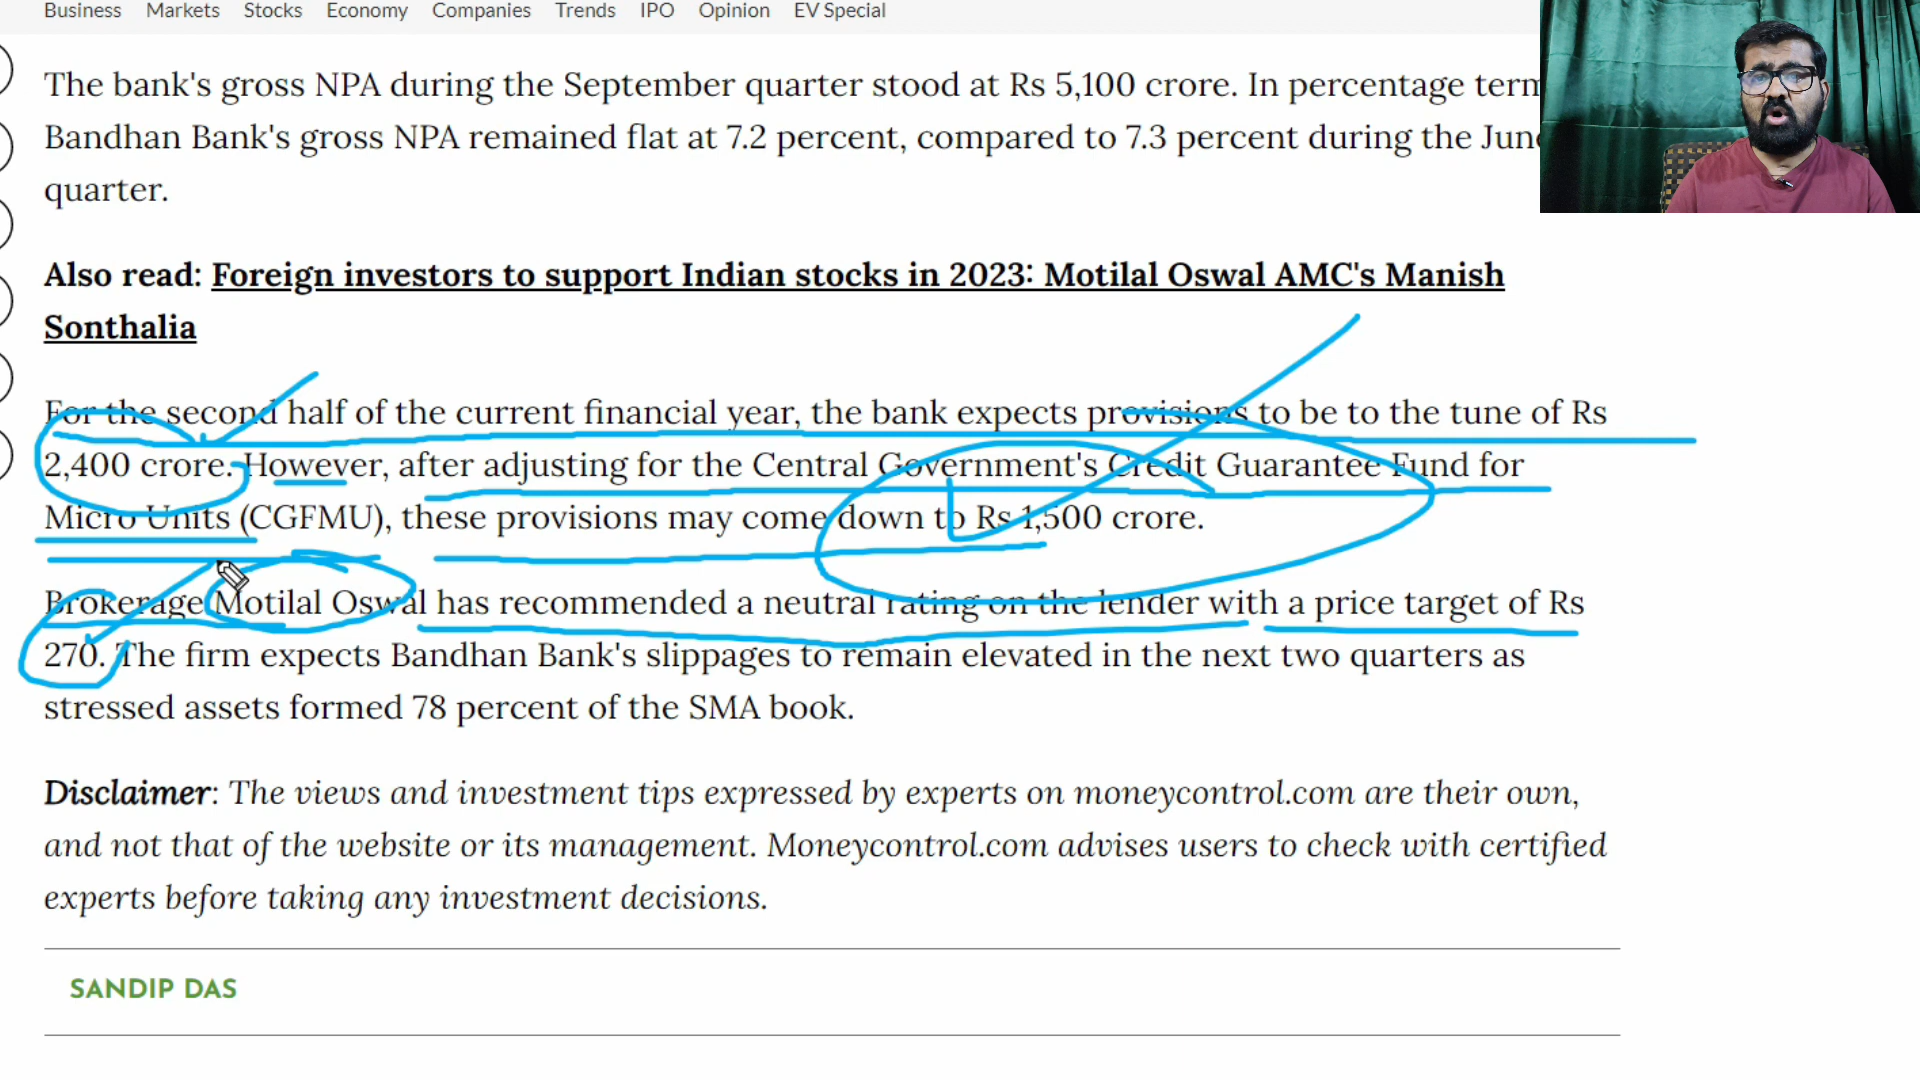 Business Markets Stocks Economy Companies Trends IPO Opinion EV Special
The bank's gross NPA during the September quarter stood at Rs 5,100 crore. In percentage
Bandhan Bank's gross NPA remained flat at 7.2 percent, compared to 7.3 percent during the
quarter.
Also read: Foreign investors to support Indian stocks in 2023: Motilal Oswal AMC's Manish
Sonthalia
For the second half of the current financial year, the bank expects provisions to be to the tune of Rs
2,400 crore. However, after adjusting for the Central Government's Credit Guarantee Fund for
Micro Units (CGFMU), these provisions may come down to Rs 1,500 crore.
Brokerage Motilal Oswal has recommended a neutral rating on the lender with a price target of Rs
270. The firm expects Bandhan Bank's slippages to remain elevated in the next two quarters as
stressed assets formed 78 percent of the SMA book.
Disclaimer: The views and investment tips expressed by experts on moneycontrol.com are their own,
and not that of the website or its management. Moneycontrol.com advises users to check with certified
experts before taking any investment decisions.
SANDIP DAS